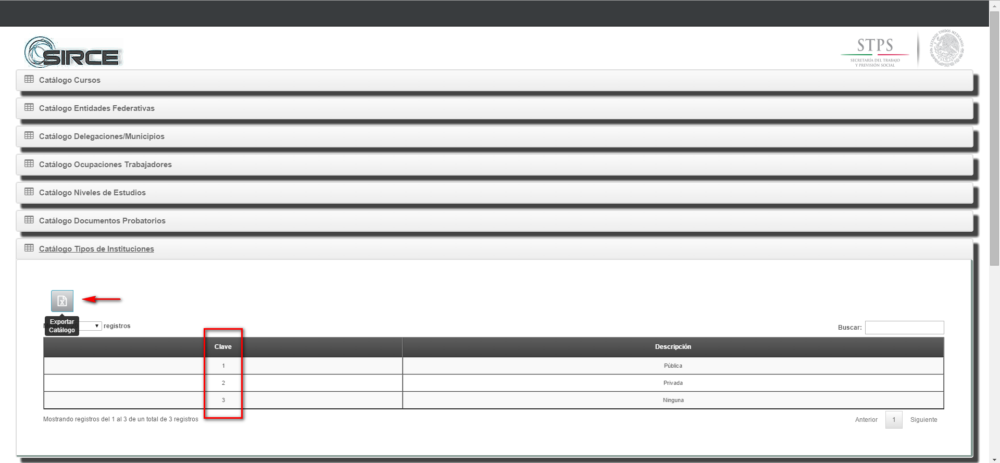 SIRCE
STPS
SECRETARÍA DEL TRABAJO
Y PREVISIÓN SOCIAL
ESTADOS UNIDOS MEXICANOS
Catálogo Cursos
Catálogo Entidades Federativas
Catálogo Delegaciones/Municipios
Catálogo Ocupaciones Trabajadores
Catálogo Niveles de Estudios
Catálogo Documentos Probatorios
Catálogo Tipos de Instituciones
Exportar
Catálogo
registros
Buscar:
Clave Descripción
1 Pública
2 Privada
3 Ninguna
Mostrando registros del 1 al 3 de un total de 3 registros
Anterior 1 Siguiente